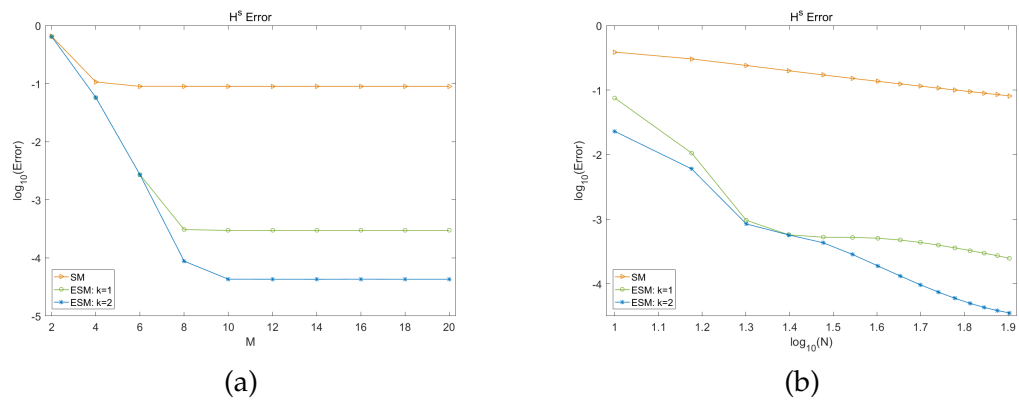 H^s Error
0
-1
-2
-3
-4
-5
log10(Error)
SM
ESM: k=1
ESM: k=2
2 4 6 8 10 12 14 16 18 20
M
(a)
H^s Error
0
-1
-2
-3
-4
log10(Error)
SM
ESM: k=1
ESM: k=2
1 1.1 1.2 1.3 1.4 1.5 1.6 1.7 1.8 1.9
log10(N)
(b)